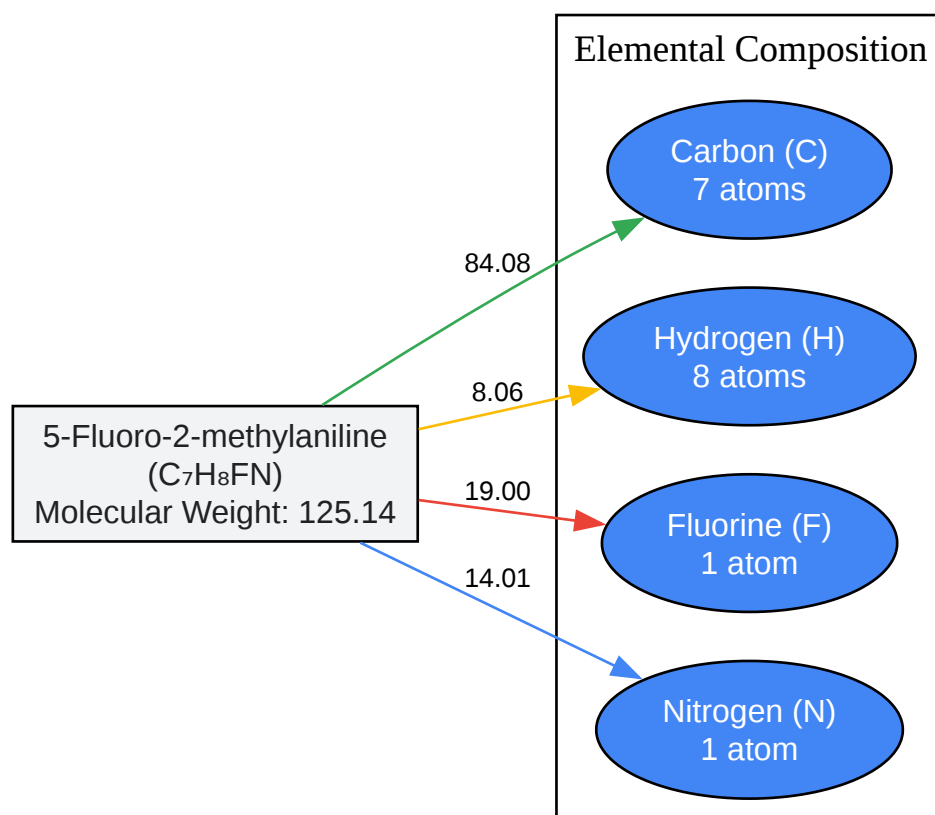 Elemental Composition
Carbon (C)
7 atoms
84.08
Hydrogen (H)
8 atoms
8.06
5-Fluoro-2-methylaniline
(C₇H₈FN)
Molecular Weight: 125.14
19.00
Fluorine (F)
1 atom
14.01
Nitrogen (N)
1 atom